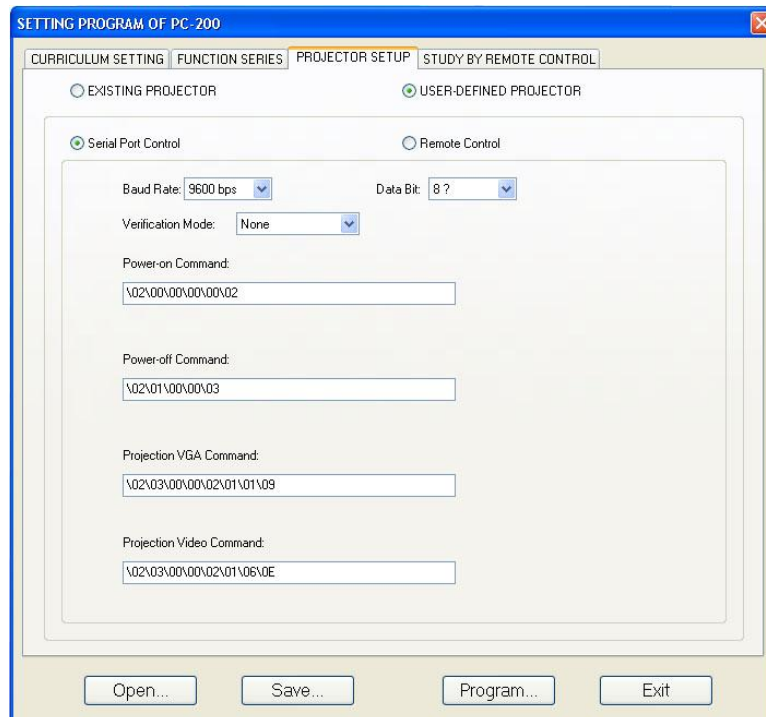 SETTING PROGRAM OF PC-200
CURRICULUM SETTING FUNCTION SERIES PROJECTOR SETUP STUDY BY REMOTE CONTROL
EXISTING PROJECTOR USER-DEFINED PROJECTOR
Serial Port Control Remote Control
Baud Rate: 9600 bps Data Bit: 8 ?
Verification Mode: None
Power-on Command:
\02\00\00\00\00\02
Power-off Command:
\02\01\00\00\03
Projection VGA Command:
\02\03\00\00\02\01\01\09
Projection Video Command:
\02\03\00\00\02\01\06\0E
Open... Save... Program... Exit